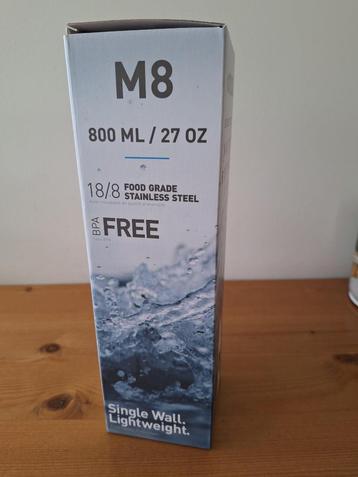 M8
800 ML / 27 OZ
18/8 FOOD GRADE
STAINLESS STEEL
BPA FREE
Single Wall.
Lightweight.